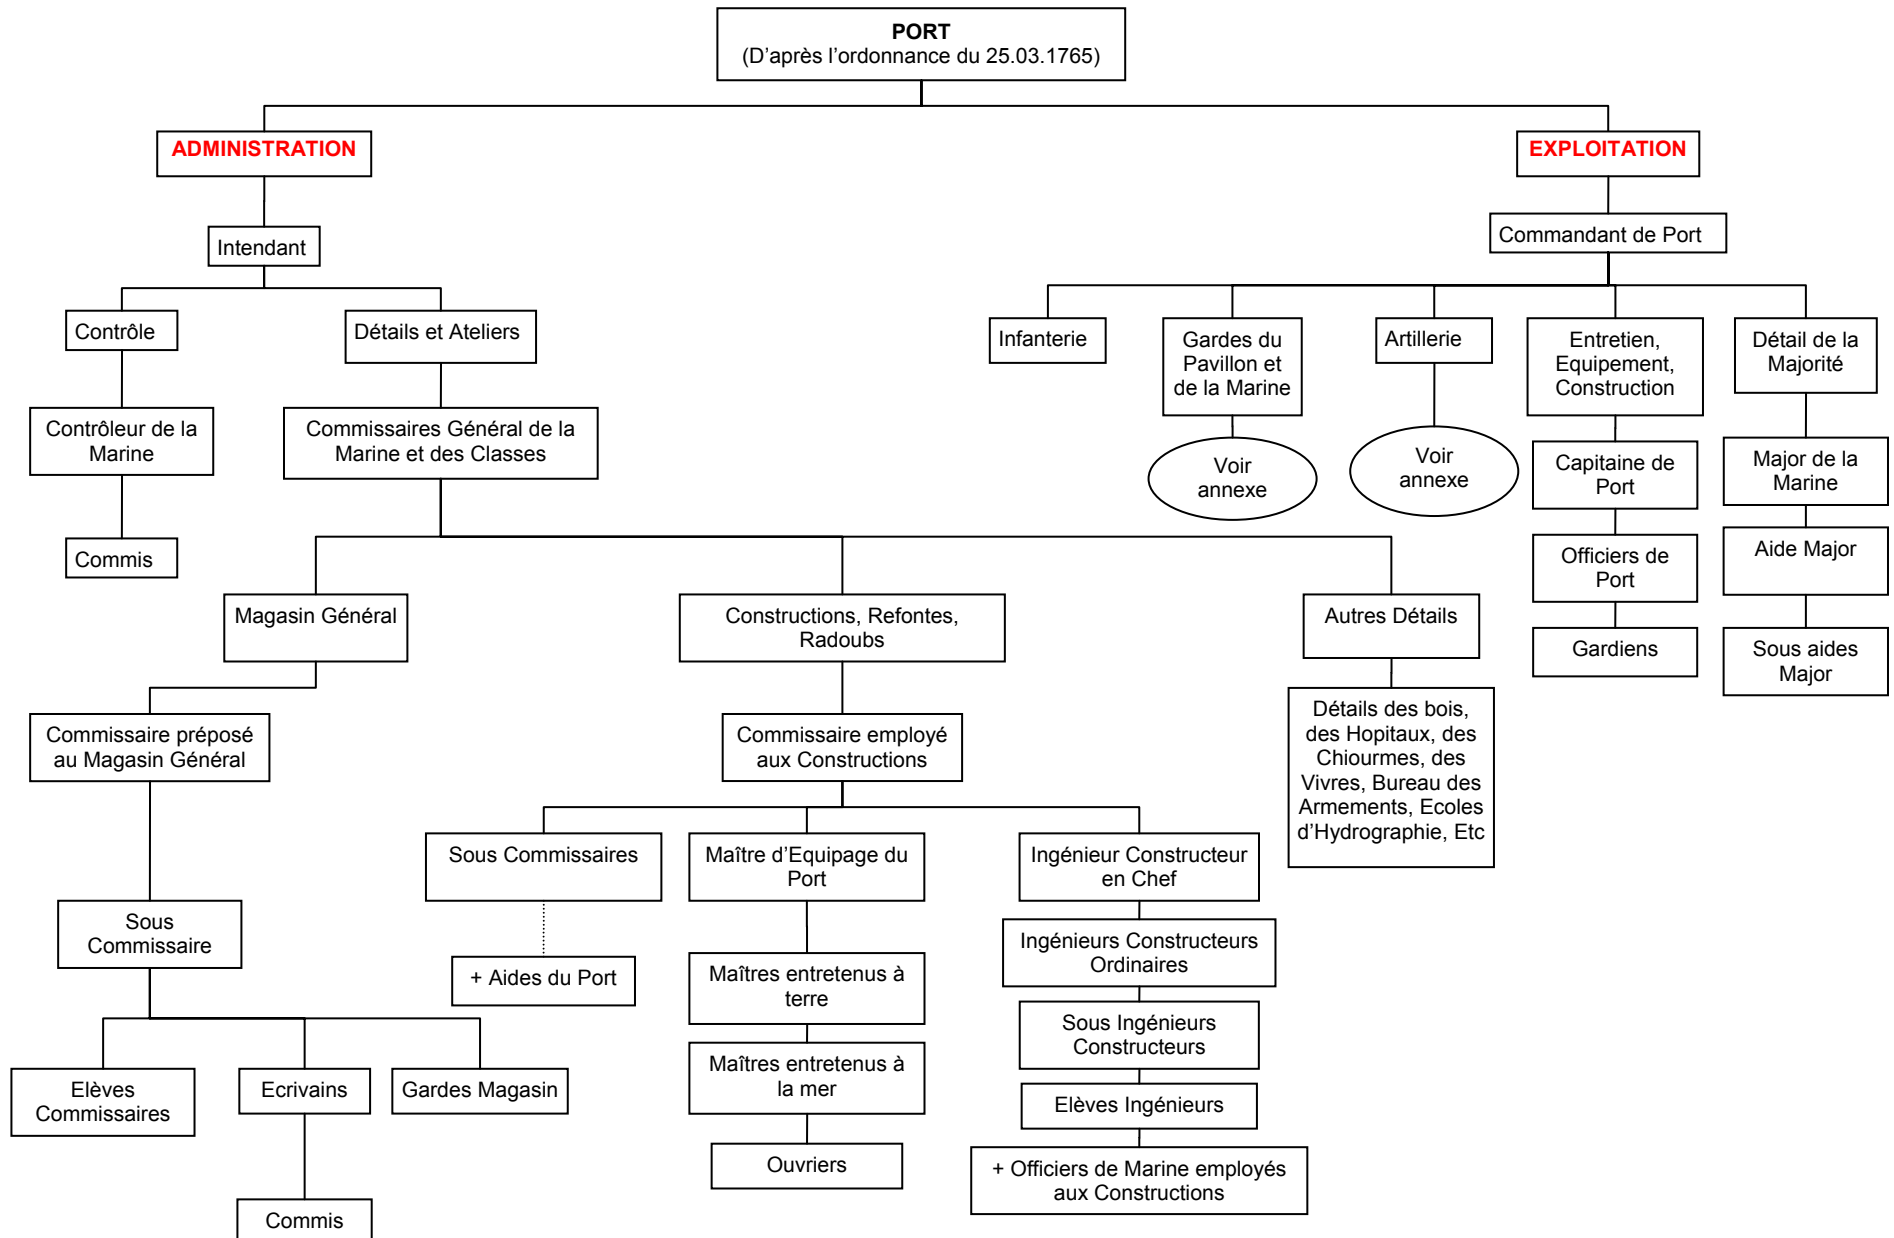 PORT
(D'après l'ordonnance du 25.03.1765)
ADMINISTRATION
EXPLOITATION
Intendant
Commandant de Port
Contrôle
Détails et Ateliers
Infanterie
Gardes du
Pavillon et
de la Marine
Artillerie
Entretien,
Equipement,
Construction
Détail de la
Majorité
Contrôleur de la
Marine
Commissaires Général de la
Marine et des Classes
Voir
annexe
Voir
annexe
Capitaine de
Port
Major de la
Marine
Commis
Officiers de
Port
Aide Major
Magasin Général
Constructions, Refontes,
Radoubs
Autres Détails
Gardiens
Sous aides
Major
Commissaire préposé
au Magasin Général
Commissaire employé
aux Constructions
Détails des bois,
des Hopitaux, des
Chiourmes, des
Vivres, Bureau des
Armements, Ecoles
d'Hydrographie, Etc
Sous Commissaires
Maître d'Equipage du
Port
Ingénieur Constructeur
en Chef
Sous
Commissaire
+ Aides du Port
Maîtres entretenus à
terre
Ingénieurs Constructeurs
Ordinaires
Sous Ingénieurs
Constructeurs
Elèves
Commissaires
Ecrivains
Gardes Magasin
Maîtres entretenus à
la mer
Elèves Ingénieurs
Ouvriers
+ Officiers de Marine employés
aux Constructions
Commis